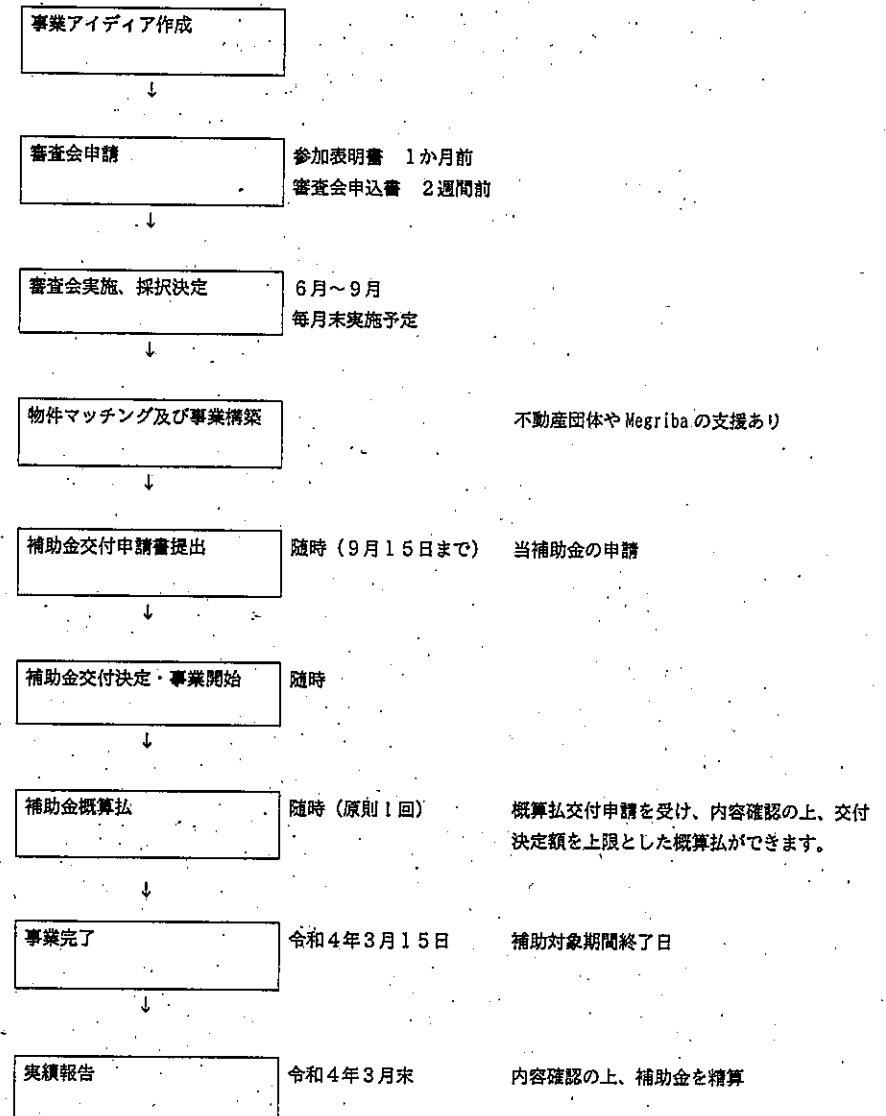 事業アイディア作成
↓
審査会申請 参加表明書 1か月前
審査会申込書 2週間前
↓
審査会実施、採択決定 6月～9月
毎月末実施予定
↓
物件マッチング及び事業構築 不動産団体や Megriba の支援あり
↓
補助金交付申請書提出 随時（9月15日まで） 当補助金の申請
↓
補助金交付決定・事業開始 随時
↓
補助金概算払 随時（原則1回） 概算払交付申請を受け、内容確認の上、交付
決定額を上限とした概算払ができます。
↓
事業完了 令和4年3月15日 補助対象期間終了日
↓
実績報告 令和4年3月末 内容確認の上、補助金を精算